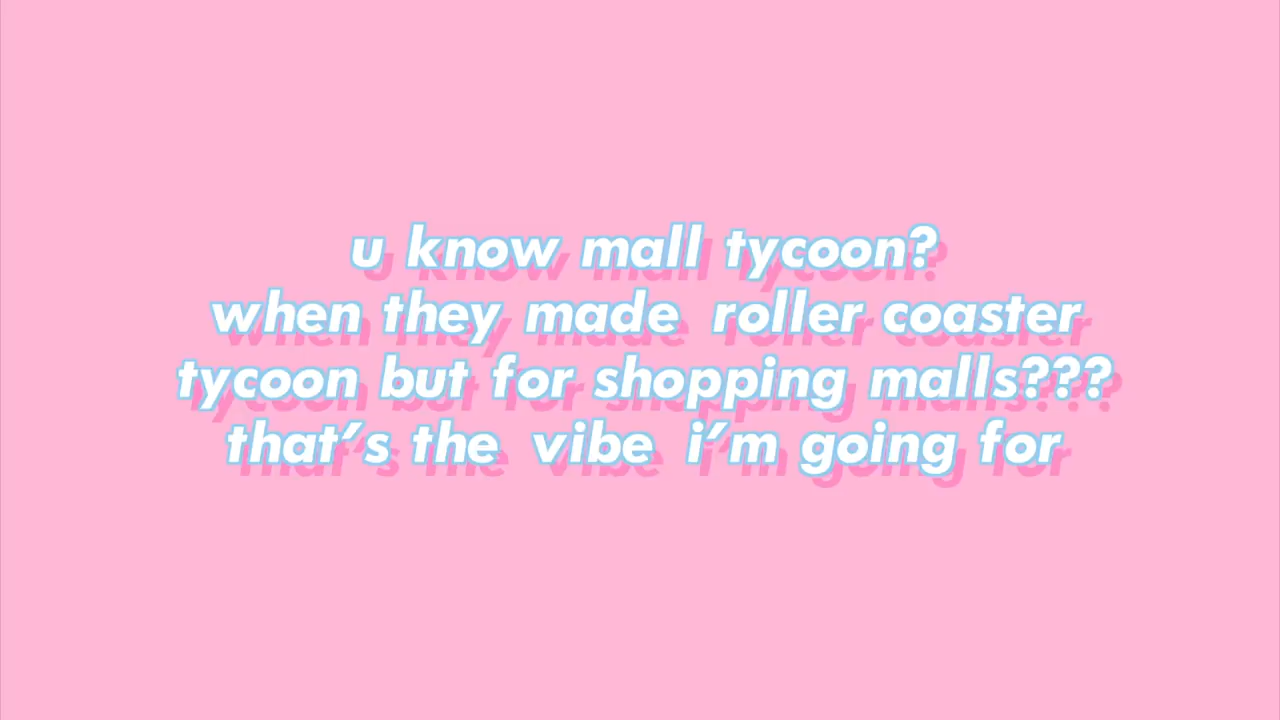 u know mall tycoon?
when they made roller coaster
tycoon but for shopping malls???
that's the vibe i'm going for